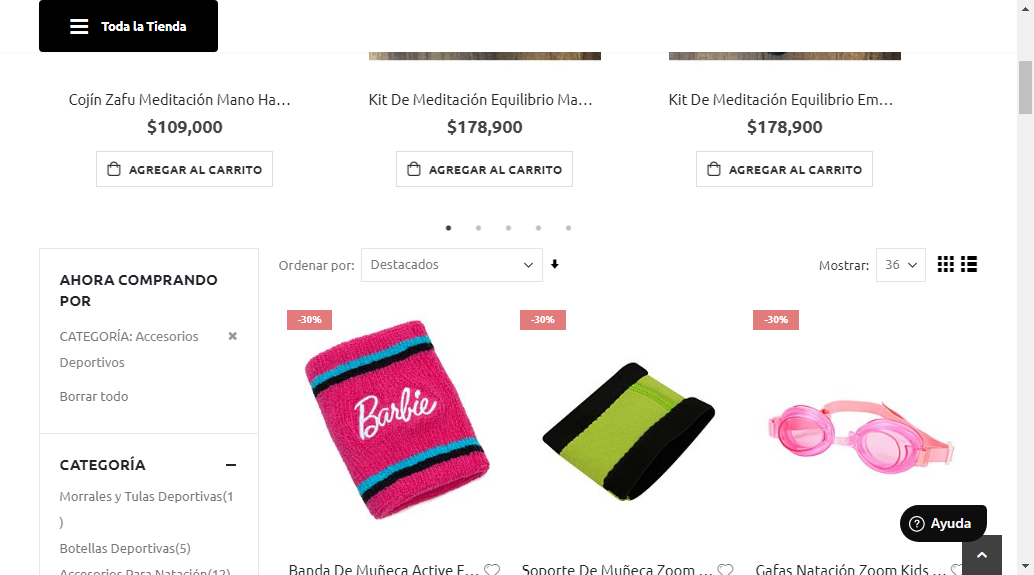 Toda la Tienda
Cojín Zafu Meditación Mano Ha...
Kit De Meditación Equilibrio Ma...
Kit De Meditación Equilibrio Em...
$109,000
$178,900
$178,900
AGREGAR AL CARRITO
AGREGAR AL CARRITO
AGREGAR AL CARRITO
AHORA COMPRANDO
POR
CATEGORÍA: Accesorios
Deportivos
Borrar todo
CATEGORÍA
Morrales y Tulas Deportivas(1
)
Botellas Deportivas(5)
Accesorios Para Natación(12)
Ordenar por:
Destacados
Mostrar:
36
-30%
-30%
-30%
Barbie
Banda De Muñeca Active F...
Soporte De Muñeca Zoom ...
Gafas Natación Zoom Kids ...
Ayuda